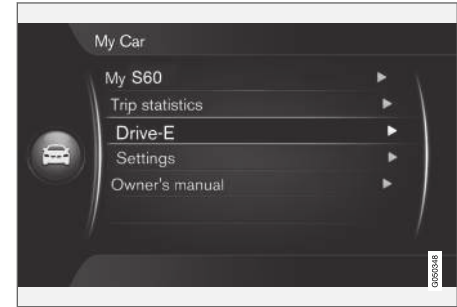 My Car
My S60
Trip statistics
Drive-E
Settings
Owner's manual
G050348